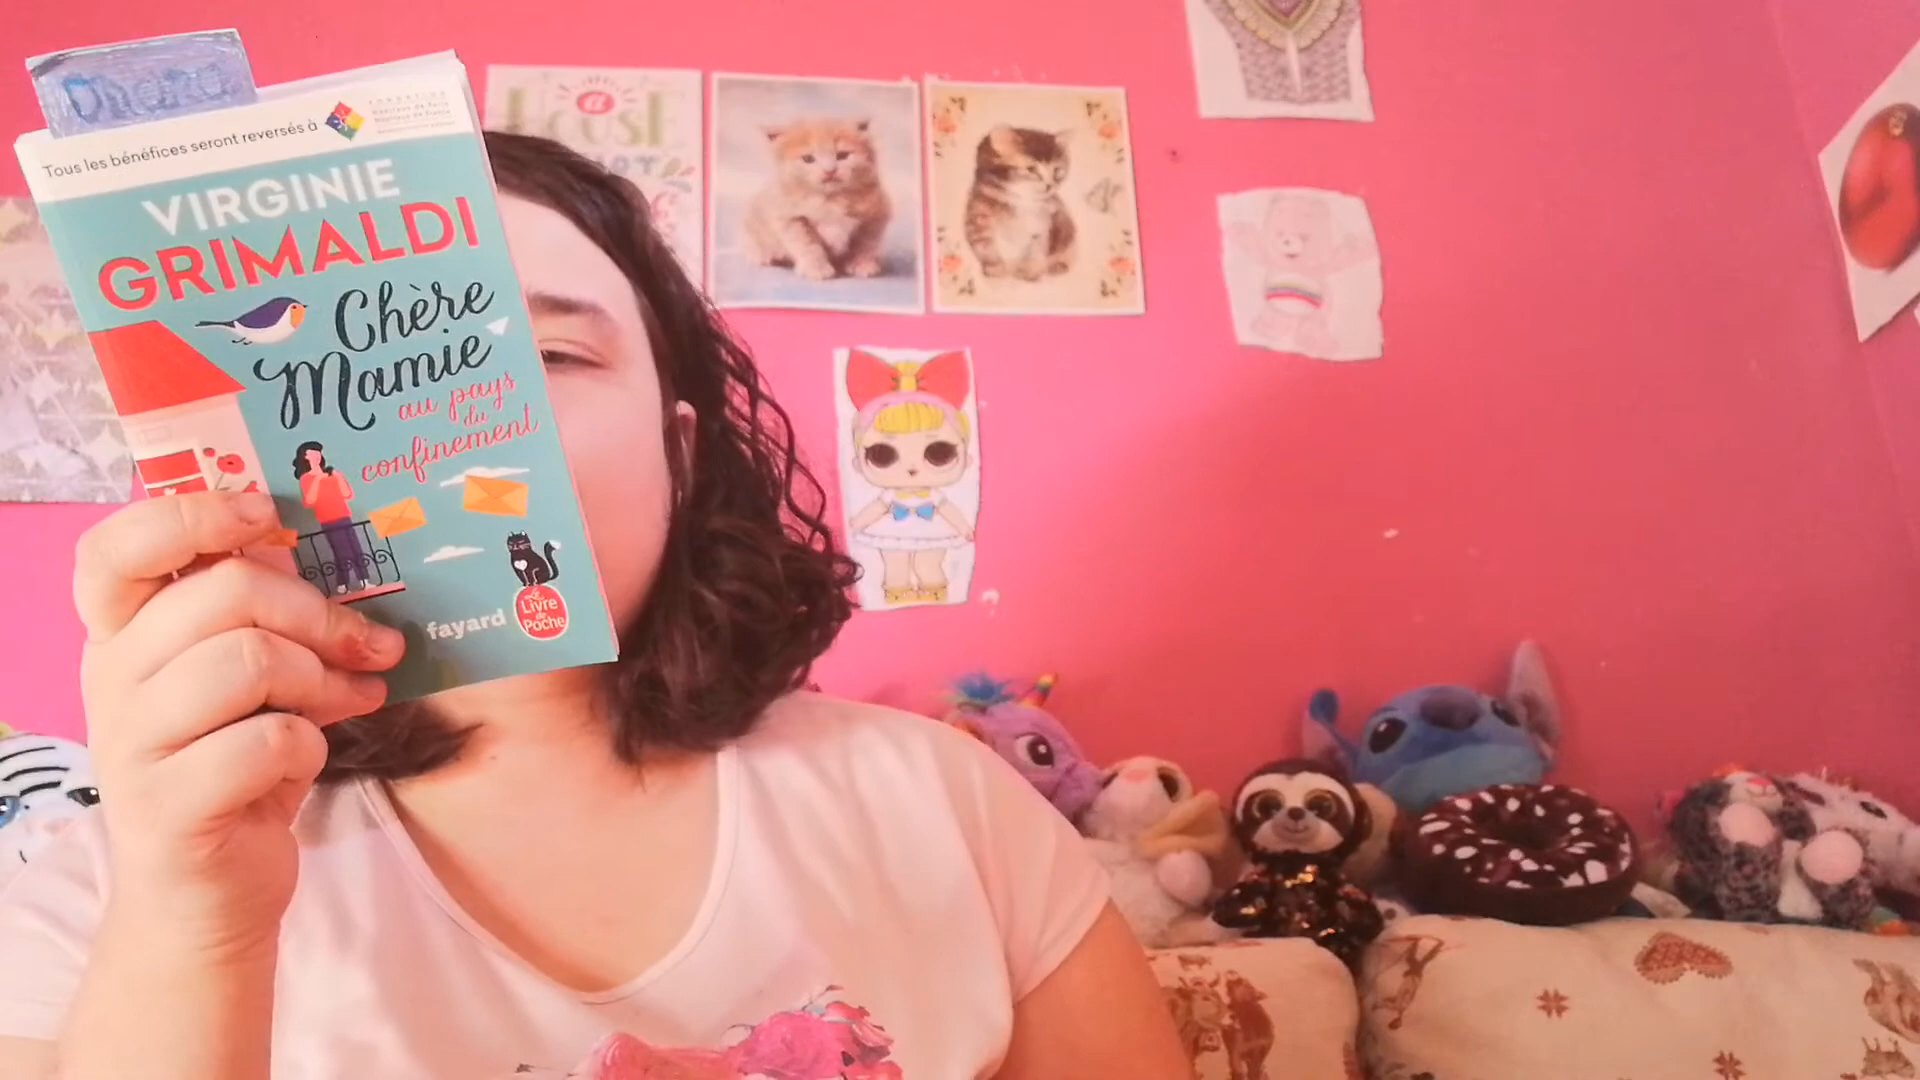 Tous les bénéfices seront reversés à
VIRGINIE
GRIMALDI
Chère
Mamie
au pays
du
confinement
fayard
Le
Livre
de
Poche
a